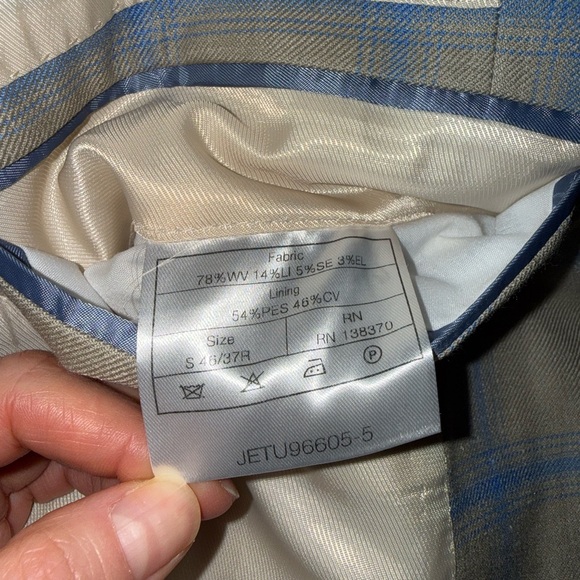 Fabric
78%WV 14%LI 5%SE 3%EL
Lining
54%PES 46%CV
Size
S 46/37R
RN
RN 138370
P
JETU96605-5